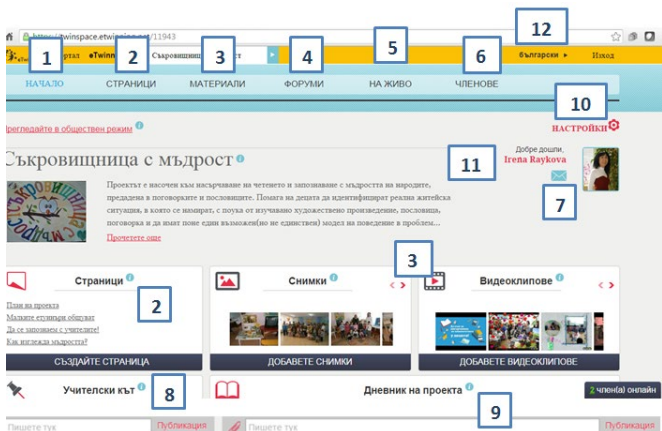 https://twinspace.etwinning.net/11943
12
1
2
3
4
5
6
eTwinn
български
Изход
НАЧАЛО
СТРАНИЦИ
МАТЕРИАЛИ
ФОРУМИ
НА ЖИВО
ЧЛЕНОВЕ
10
Прегледайте в обществен режим
НАСТРОЙКИ
Съкровищница с мъдрост
11
Добре дошли,
Irena Raykova
7
Проектът е насочен към насърчаване на четенето и запознаване с мъдростта на народите,
предадена в поговорките и пословиците. Помага на децата да идентифицират реална житейска
ситуация, в която се намират, с поука от изучавано художествено произведение, пословица,
поговорка и да имат поне един възможен(но не единствен) модел на поведение в проблем...
Прочетете още
СЪКРОВИЩНИЦА С МЪДРОСТ
3
Страници
Снимки
Видеоклипове
2
План на проекта
Малките етуинъри общуват
Да се запознаем с учителите!
Как изглежда мъдростта?
СЪЗДАЙТЕ СТРАНИЦА
ДОБАВЕТЕ СНИМКИ
ДОБАВЕТЕ ВИДЕОКЛИПОВЕ
Учителски кът
8
Дневник на проекта
2 член(а) онлайн
9
Пишете тук
Публикация
Пишете тук
Публикация